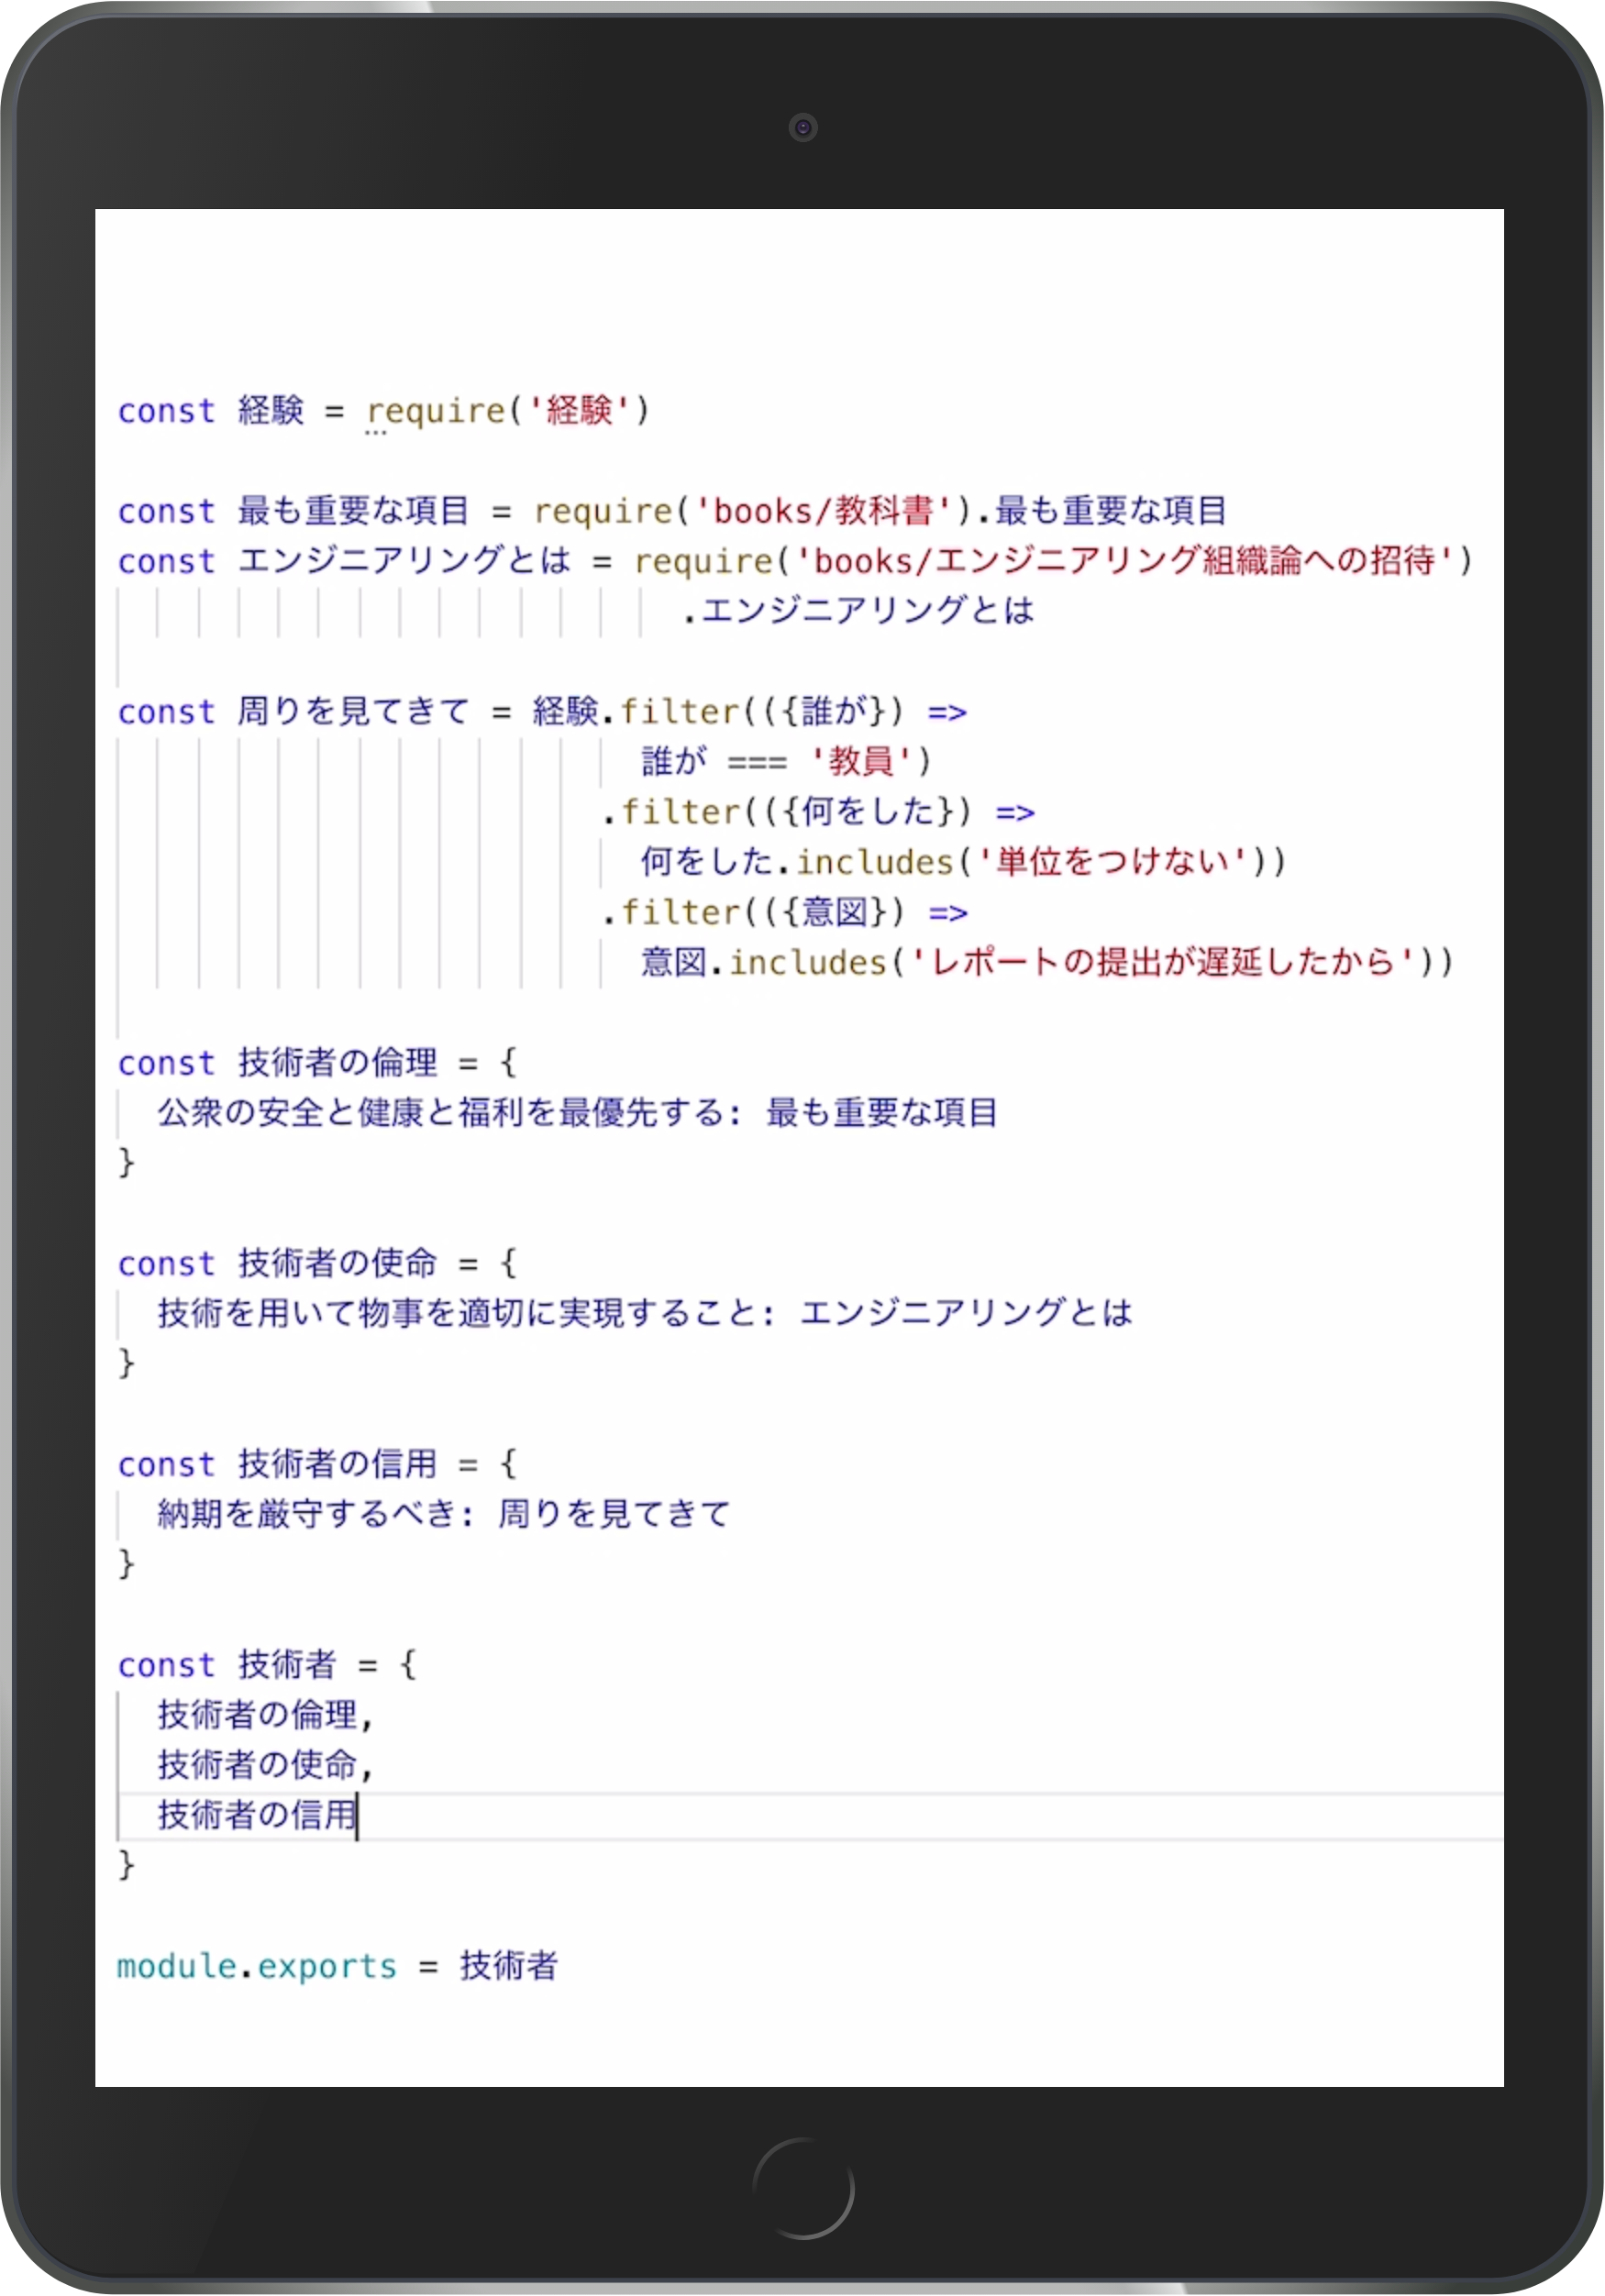 const 経験 = require('経験')
const 最も重要な項目 = require('books/教科書').最も重要な項目
const エンジニアリングとは = require('books/エンジニアリング組織論への招待')
.エンジニアリングとは
const 周りを見てきて = 経験.filter(({誰が}) =>
誰が === '教員')
.filter(({何をした}) =>
何をした.includes('単位をつけない'))
.filter(({意図}) =>
意図.includes('レポートの提出が遅延したから'))
const 技術者の倫理 = {
公衆の安全と健康と福利を最優先する: 最も重要な項目
}
const 技術者の使命 = {
技術を用いて物事を適切に実現すること: エンジニアリングとは
}
const 技術者の信用 = {
納期を厳守するべき: 周りを見てきて
}
const 技術者 = {
技術者の倫理,
技術者の使命,
技術者の信用
}
module.exports = 技術者